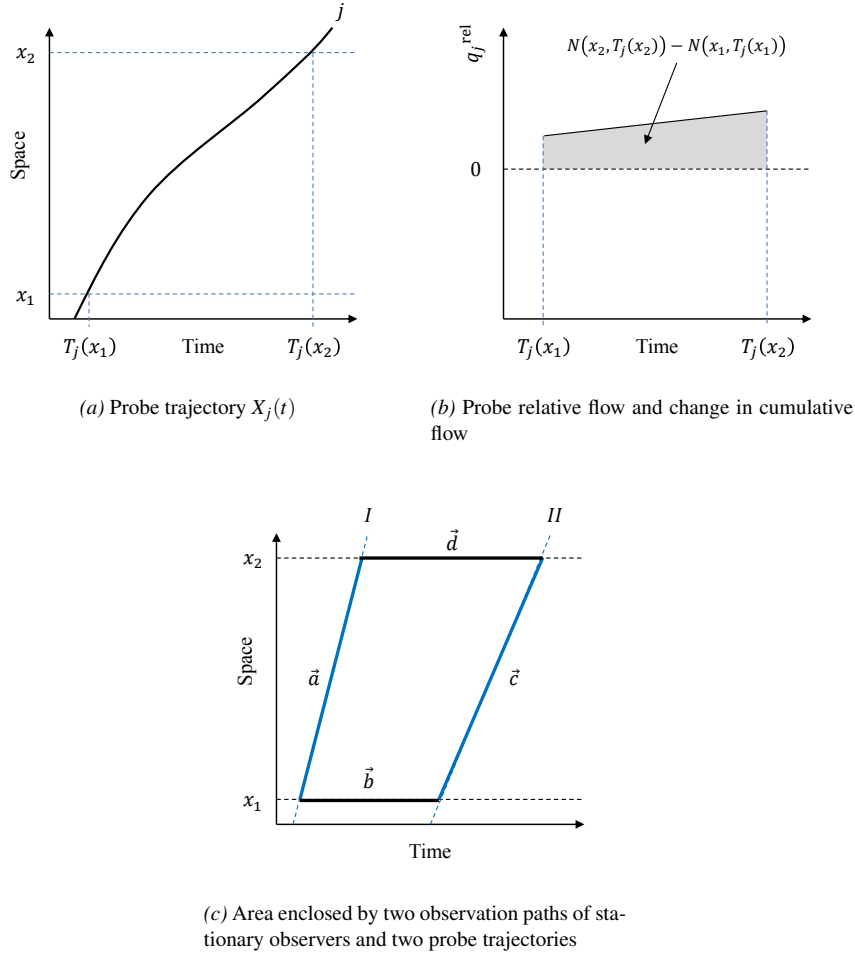 j
x₂
Space
x₁
T_j(x₁)
Time
T_j(x₂)
(a) Probe trajectory X_j(t)
q_j^rel
N(x₂,T_j(x₂)) − N(x₁,T_j(x₁))
0
T_j(x₁)
Time
T_j(x₂)
(b) Probe relative flow and change in cumulative
flow
I
II
d⃗
x₂
Space
a⃗
c⃗
b⃗
x₁
Time
(c) Area enclosed by two observation paths of sta-
tionary observers and two probe trajectories